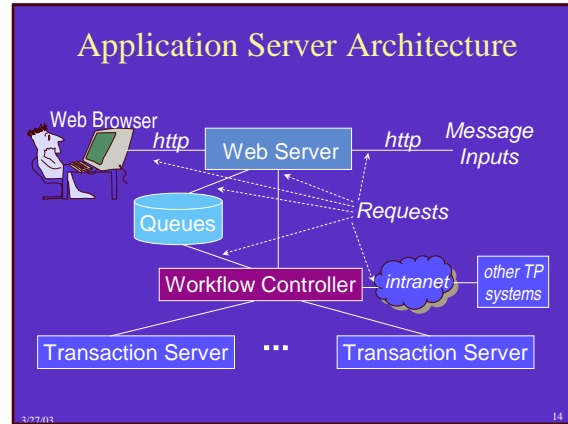 Application Server Architecture
Web Browser
http
Web Server
http
Message
Inputs
Queues
Requests
Workflow Controller
intranet
other TP
systems
Transaction Server
...
Transaction Server
3/27/03
14